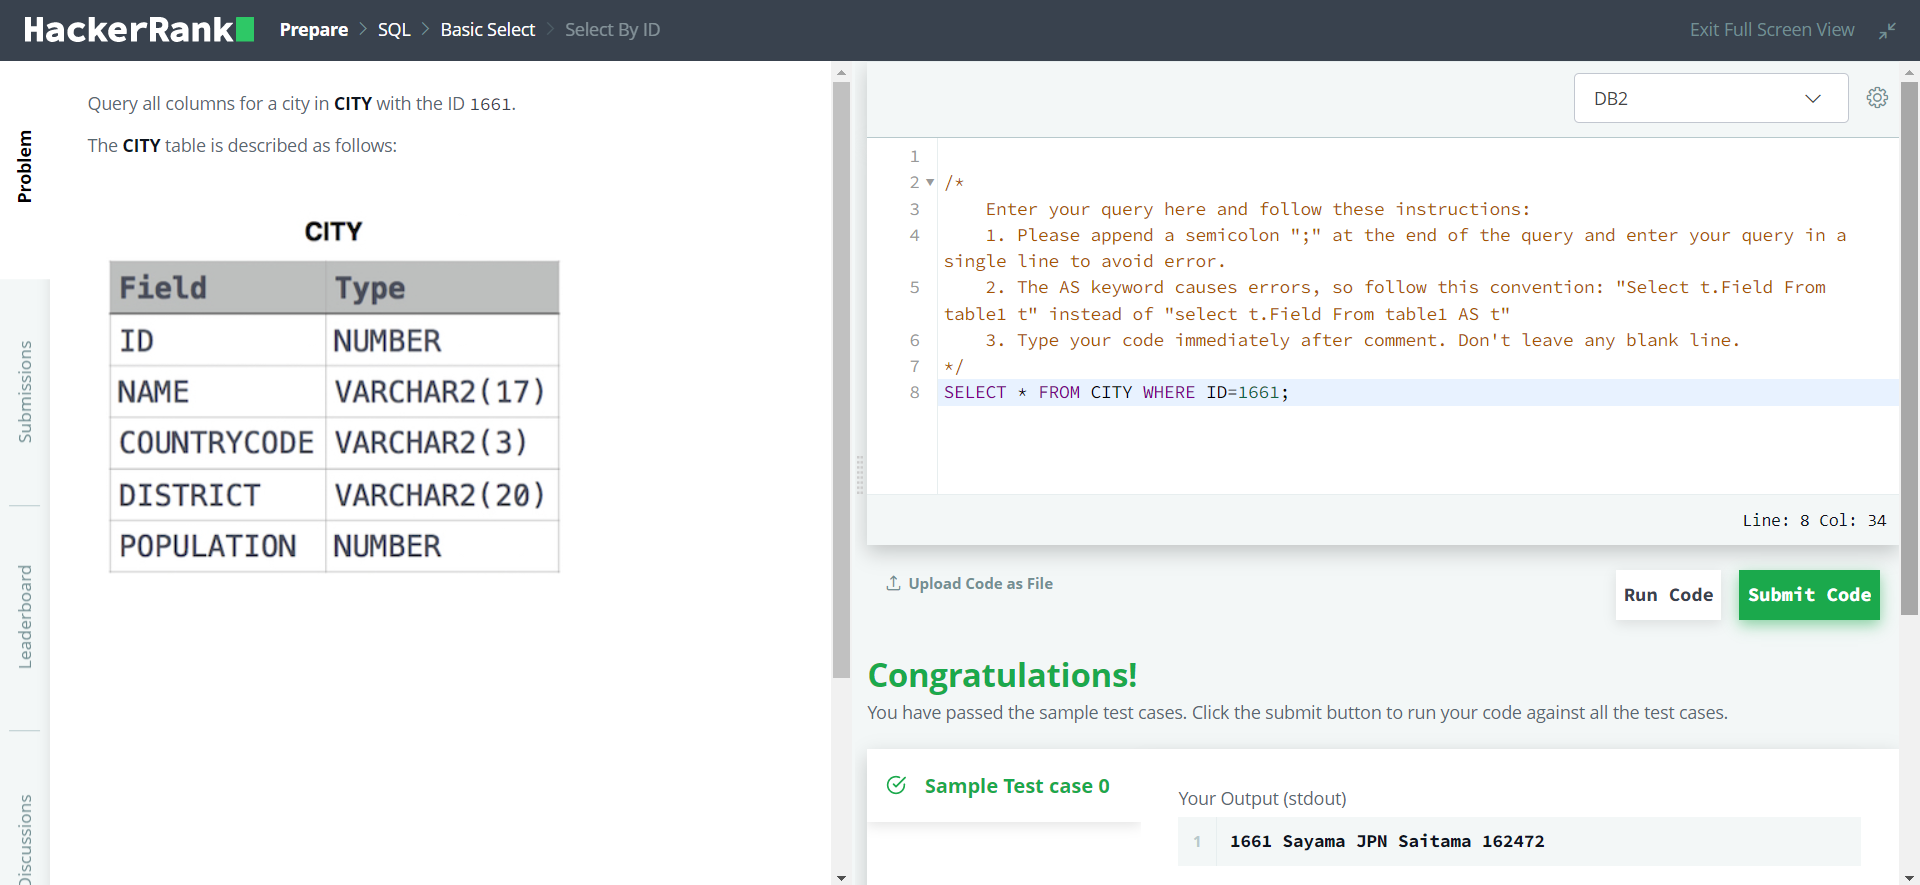 HackerRank Prepare > SQL > Basic Select > Select By ID Exit Full Screen View
Problem
Submissions
Leaderboard
Discussions
Query all columns for a city in CITY with the ID 1661.
The CITY table is described as follows:
CITY
Field Type
ID NUMBER
NAME VARCHAR2(17)
COUNTRYCODE VARCHAR2(3)
DISTRICT VARCHAR2(20)
POPULATION NUMBER
DB2
1
2 /*
3 Enter your query here and follow these instructions:
4 1. Please append a semicolon ";" at the end of the query and enter your query in a
single line to avoid error.
5 2. The AS keyword causes errors, so follow this convention: "Select t.Field From
table1 t" instead of "select t.Field From table1 AS t"
6 3. Type your code immediately after comment. Don't leave any blank line.
7 */
8 SELECT * FROM CITY WHERE ID=1661;
Line: 8 Col: 34
Upload Code as File
Run Code
Submit Code
Congratulations!
You have passed the sample test cases. Click the submit button to run your code against all the test cases.
Sample Test case 0
Your Output (stdout)
1 1661 Sayama JPN Saitama 162472